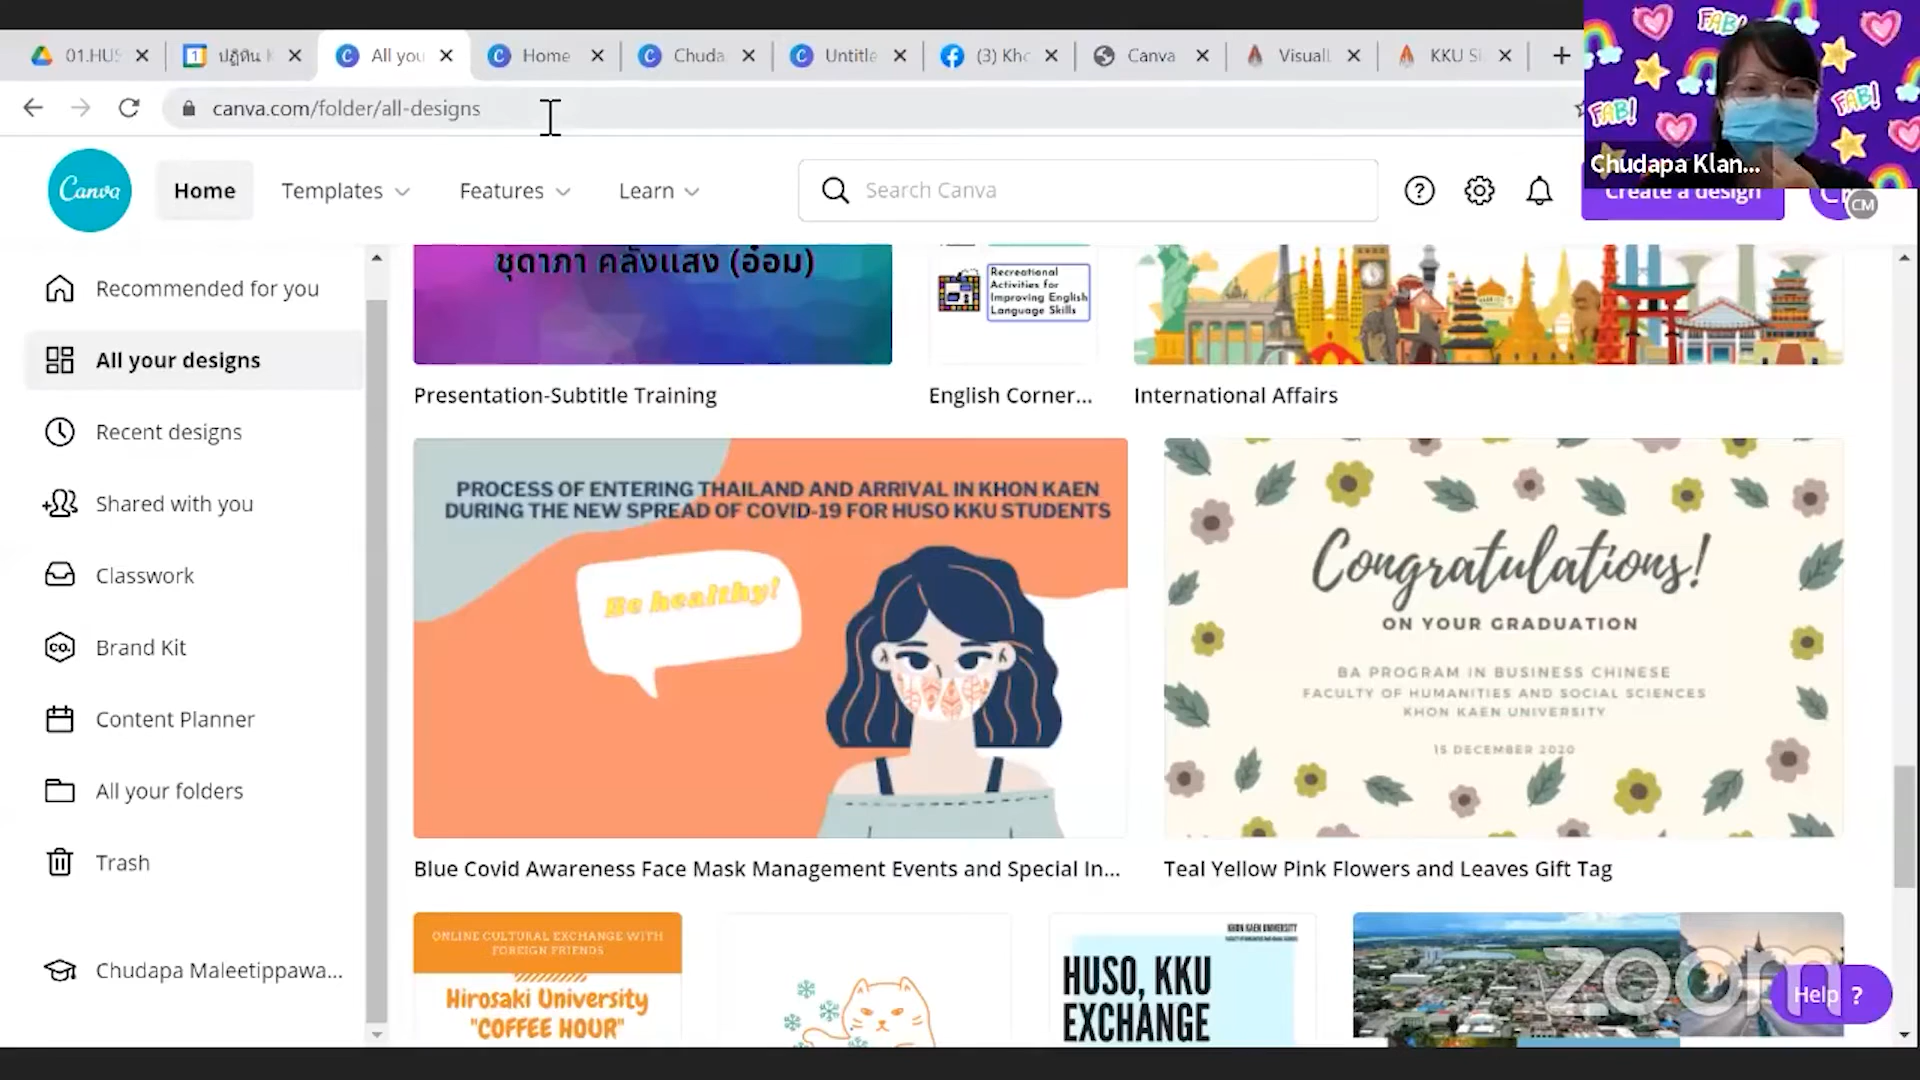 01.HUS
ปฏิทิน K
All you
Home
Chuda
Untitle
(3) Kho
Canva
Visuall
KKU Si
canva.com/folder/all-designs
FAB!
FAB!
FAB!
Chudapa Klan...
Canva
Home
Templates
Features
Learn
Search Canva
Create a design
CM
Recommended for you
All your designs
Recent designs
Shared with you
Classwork
Brand Kit
Content Planner
All your folders
Trash
Chudapa Maleetippawa...
ชุดาภา คลังแสง (อ๋อม)
Presentation-Subtitle Training
Recreational
Activities for
Improving English
Language Skills
English Corner...
International Affairs
PROCESS OF ENTERING THAILAND AND ARRIVAL IN KHON KAEN
DURING THE NEW SPREAD OF COVID-19 FOR HUSO KKU STUDENTS
Be healthy!
Blue Covid Awareness Face Mask Management Events and Special In...
Congratulations!
ON YOUR GRADUATION
BA PROGRAM IN BUSINESS CHINESE
FACULTY OF HUMANITIES AND SOCIAL SCIENCES
KHON KAEN UNIVERSITY
15 DECEMBER 2020
Teal Yellow Pink Flowers and Leaves Gift Tag
ONLINE CULTURAL EXCHANGE WITH
FOREIGN FRIENDS
Hirosaki University
"COFFEE HOUR"
KHON KAEN UNIVERSITY
HUSO, KKU
EXCHANGE
zoom
Help ?